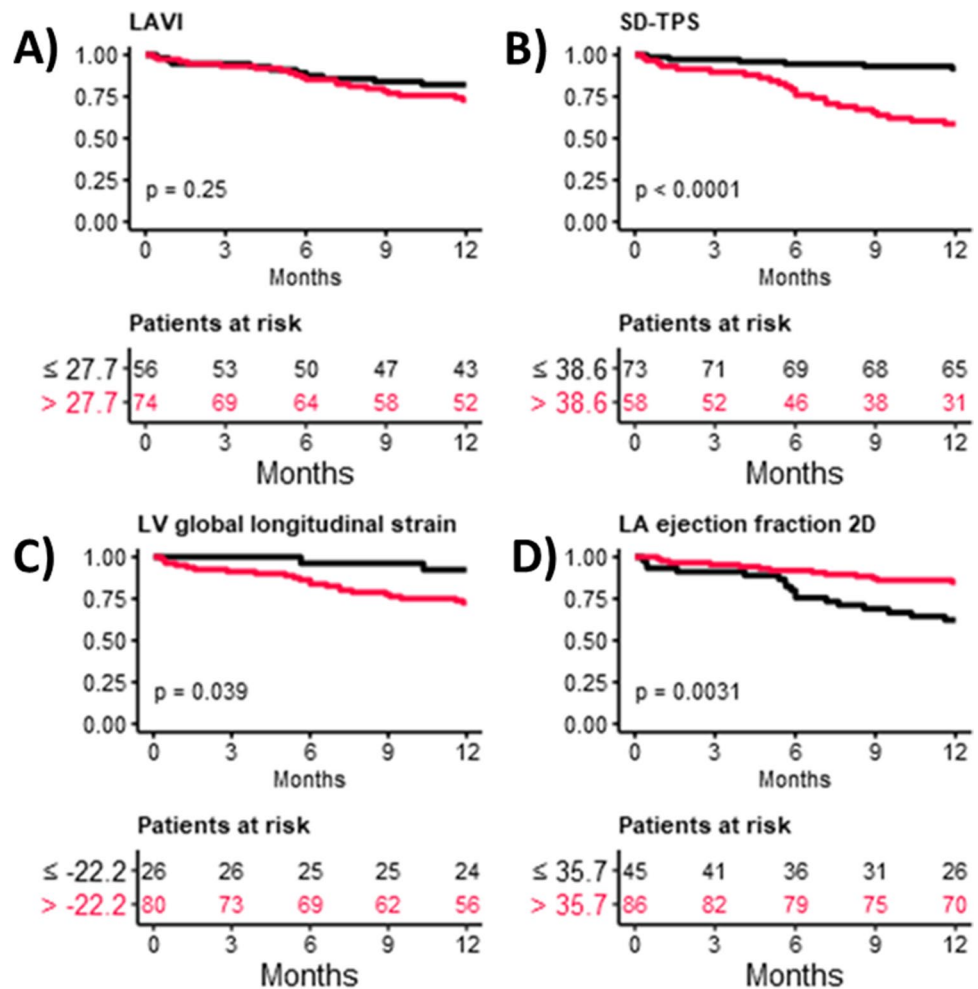 A)
LAVI
1.00
0.75
0.50
0.25
0.00
p = 0.25
0 3 6 9 12
Months
Patients at risk
≤ 27.7 56 53 50 47 43
> 27.7 74 69 64 58 52
0 3 6 9 12
Months
B)
SD-TPS
1.00
0.75
0.50
0.25
0.00
p < 0.0001
0 3 6 9 12
Months
Patients at risk
≤ 38.6 73 71 69 68 65
> 38.6 58 52 46 38 31
0 3 6 9 12
Months
C)
LV global longitudinal strain
1.00
0.75
0.50
0.25
0.00
p = 0.039
0 3 6 9 12
Months
Patients at risk
≤ -22.2 26 26 25 25 24
> -22.2 80 73 69 62 56
0 3 6 9 12
Months
D)
LA ejection fraction 2D
1.00
0.75
0.50
0.25
0.00
p = 0.0031
0 3 6 9 12
Months
Patients at risk
≤ 35.7 45 41 36 31 26
> 35.7 86 82 79 75 70
0 3 6 9 12
Months